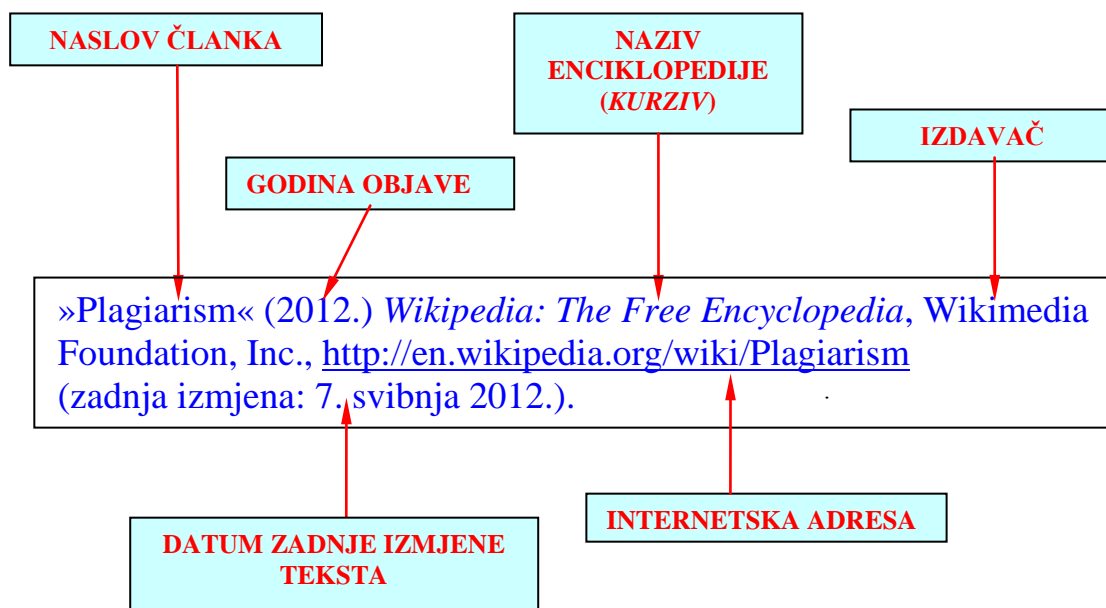 NASLOV ČLANKA
NAZIV
ENCIKLOPEDIJE
(KURZIV)
IZDAVAČ
GODINA OBJAVE
»Plagiarism« (2012.) Wikipedia: The Free Encyclopedia, Wikimedia
Foundation, Inc., http://en.wikipedia.org/wiki/Plagiarism
(zadnja izmjena: 7. svibnja 2012.).
DATUM ZADNJE IZMJENE
TEKSTA
INTERNETSKA ADRESA